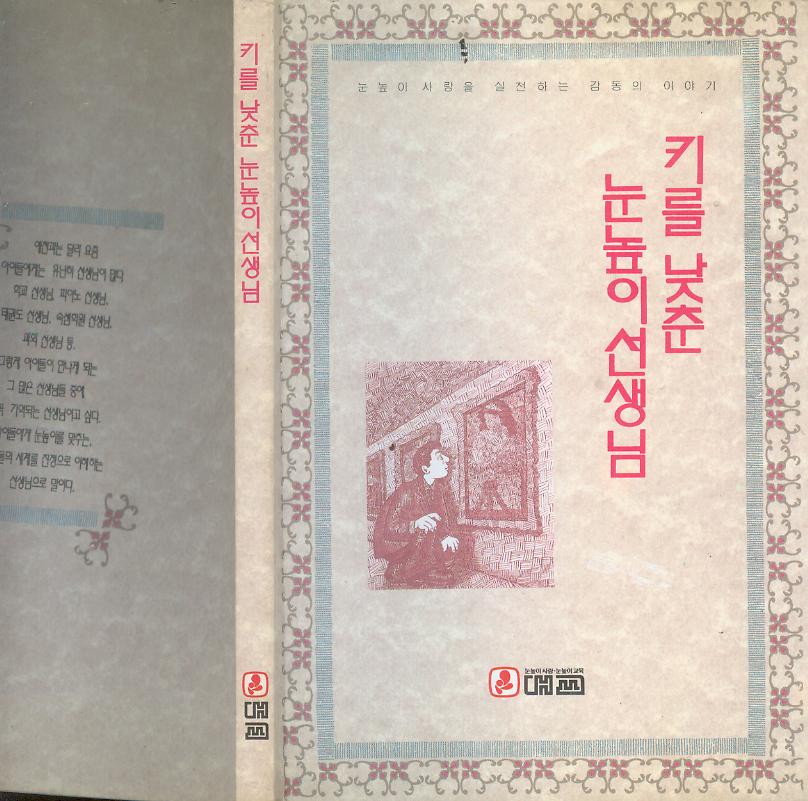 눈높이 사랑을 실천하는 감동의 이야기
키를 낮춘
눈높이 선생님
눈높이 사랑·눈높이 교육
대교
키를 낮춘 눈높이 선생님
대교
예전과는 달리 요즘
아이들에게는 유난히 선생님이 많다.
학교 선생님, 피아노 선생님,
태권도 선생님, 속셈학원 선생님,
과외 선생님 등.
그렇게 아이들이 만나게 되는
그 많은 선생님들 중에
기억되는 선생님이고 싶다.
아이들에게 눈높이를 맞추는,
세계를 진정으로 이해하는
선생님으로 말이다.